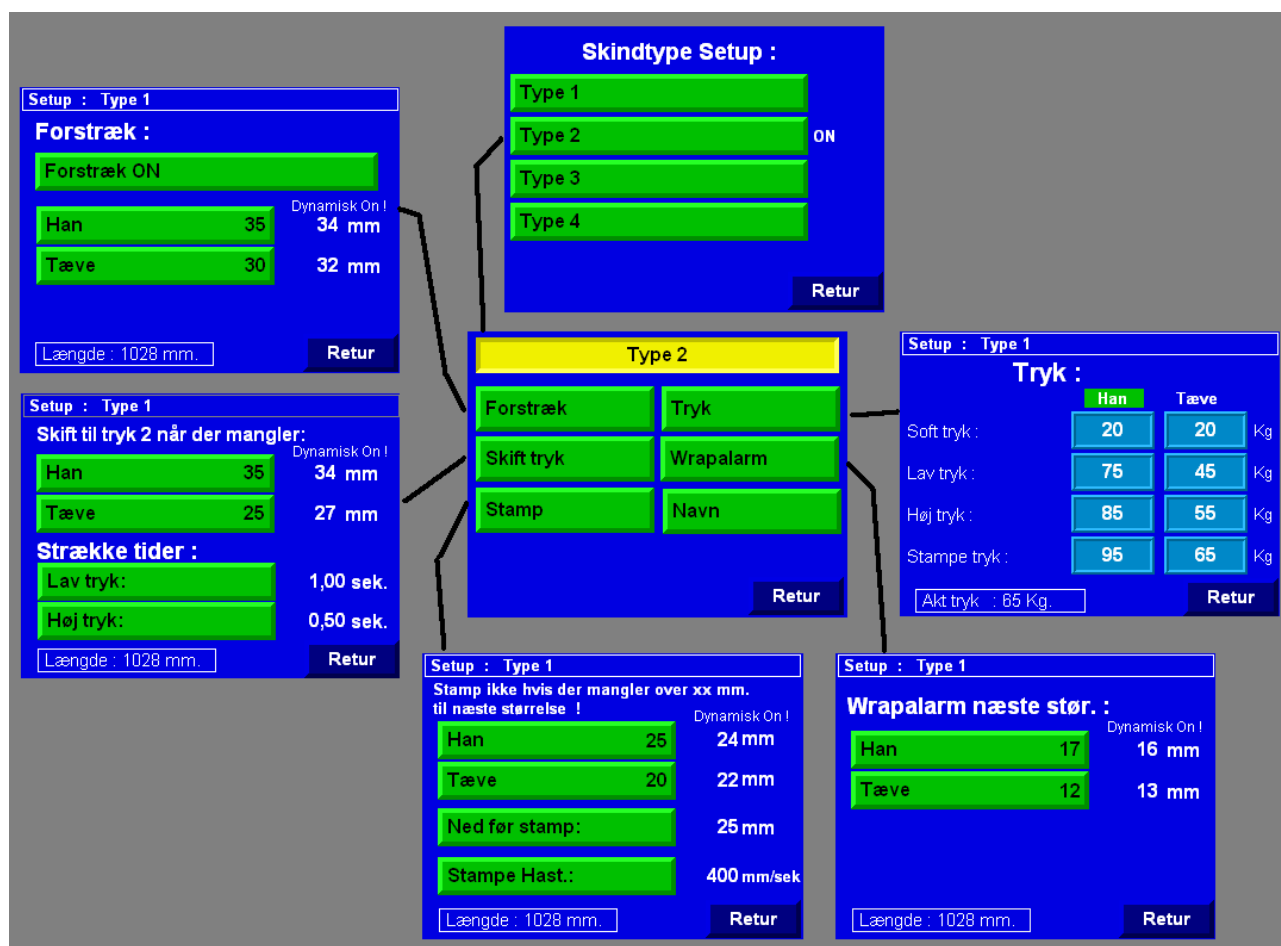 Skindtype Setup :
Type 1
Type 2 ON
Type 3
Type 4
Retur
Setup : Type 1
Forstræk :
Forstræk ON
Dynamisk On !
Han 35 34 mm
Tæve 30 32 mm
Længde : 1028 mm. Retur
Setup : Type 1
Skift til tryk 2 når der mangler:
Dynamisk On !
Han 35 34 mm
Tæve 25 27 mm
Strække tider :
Lav tryk: 1,00 sek.
Høj tryk: 0,50 sek.
Længde : 1028 mm. Retur
Type 2
Forstræk Tryk
Skift tryk Wrapalarm
Stamp Navn
Retur
Setup : Type 1
Tryk :
Han Tæve
Soft tryk : 20 20 Kg
Lav tryk : 75 45 Kg
Høj tryk : 85 55 Kg
Stampe tryk : 95 65 Kg
Akt tryk : 65 Kg. Retur
Setup : Type 1
Stamp ikke hvis der mangler over xx mm.
til næste størrelse !
Dynamisk On !
Han 25 24 mm
Tæve 20 22 mm
Ned før stamp: 25 mm
Stampe Hast.: 400 mm/sek
Længde : 1028 mm. Retur
Setup : Type 1
Wrapalarm næste stør. :
Dynamisk On !
Han 17 16 mm
Tæve 12 13 mm
Længde : 1028 mm. Retur